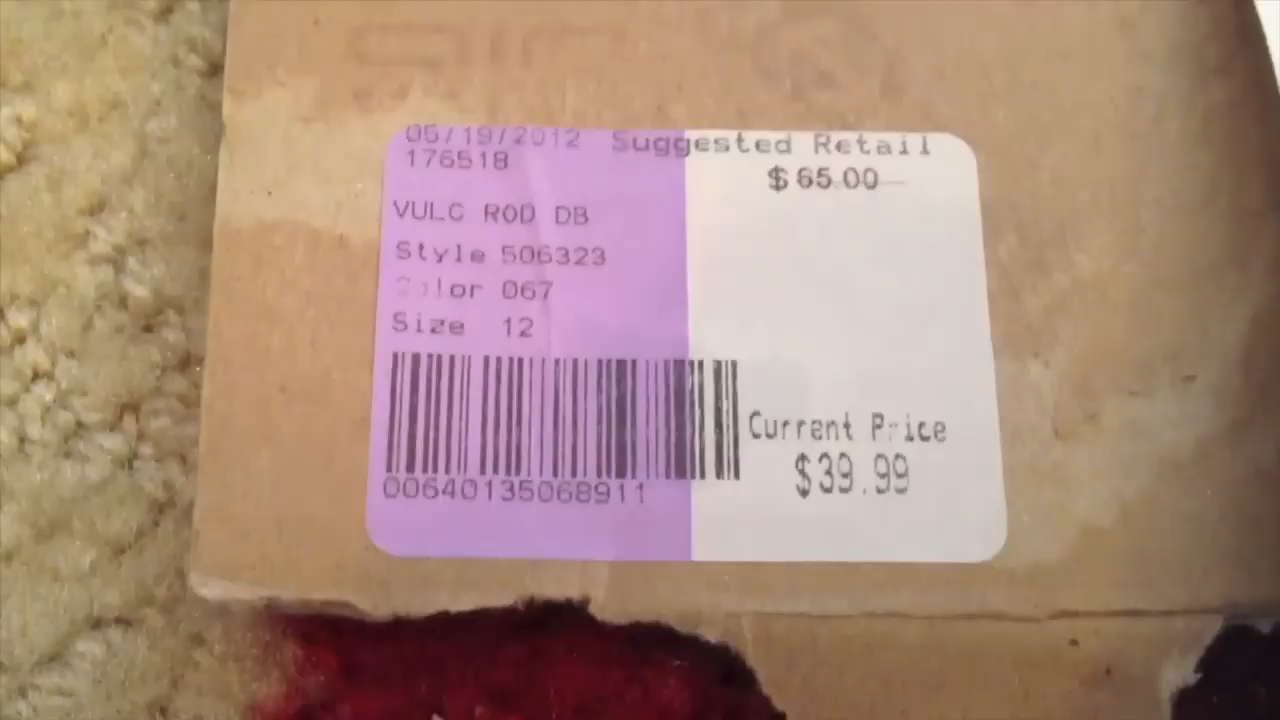 05/19/2012 Suggested Retail
176518 $65.00
VULC ROD DB
Style 506323
Color 067
Size 12
Current Price
$39.99
00640135068911